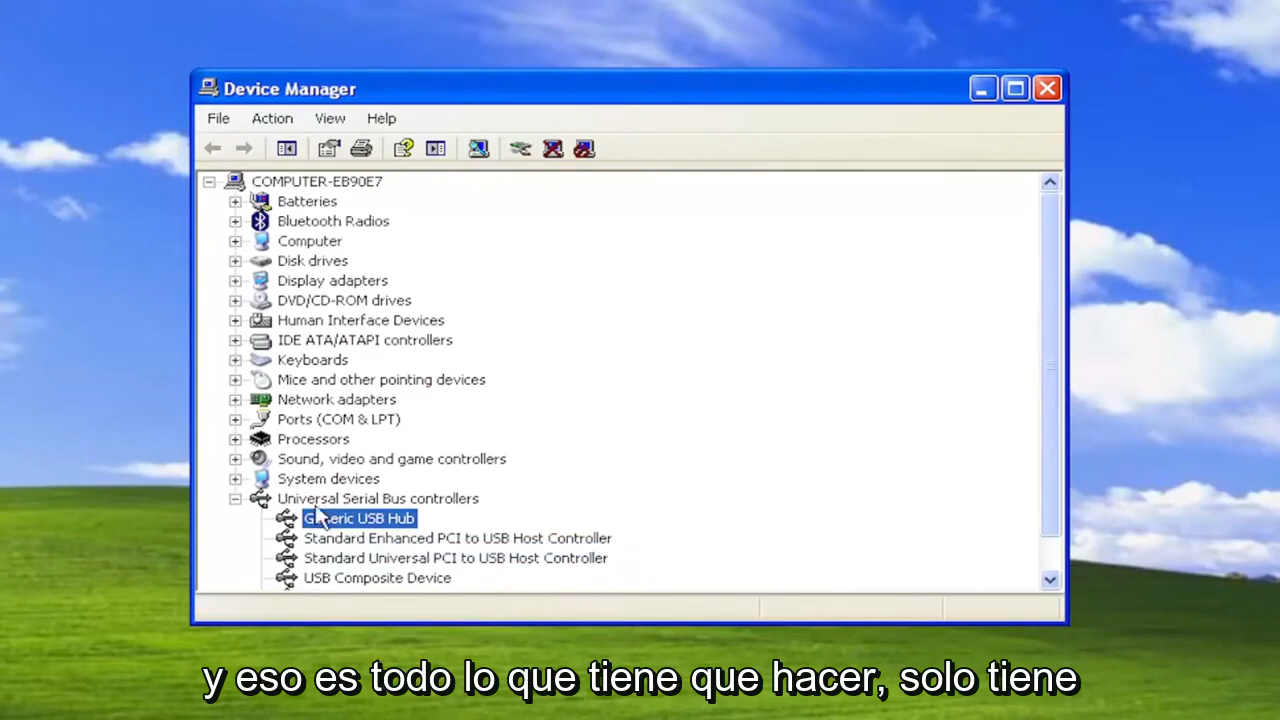 Device Manager
File Action View Help
COMPUTER-EB90E7
Batteries
Bluetooth Radios
Computer
Disk drives
Display adapters
DVD/CD-ROM drives
Human Interface Devices
IDE ATA/ATAPI controllers
Keyboards
Mice and other pointing devices
Network adapters
Ports (COM & LPT)
Processors
Sound, video and game controllers
System devices
Universal Serial Bus controllers
Generic USB Hub
Standard Enhanced PCI to USB Host Controller
Standard Universal PCI to USB Host Controller
USB Composite Device
y eso es todo lo que tiene que hacer, solo tiene